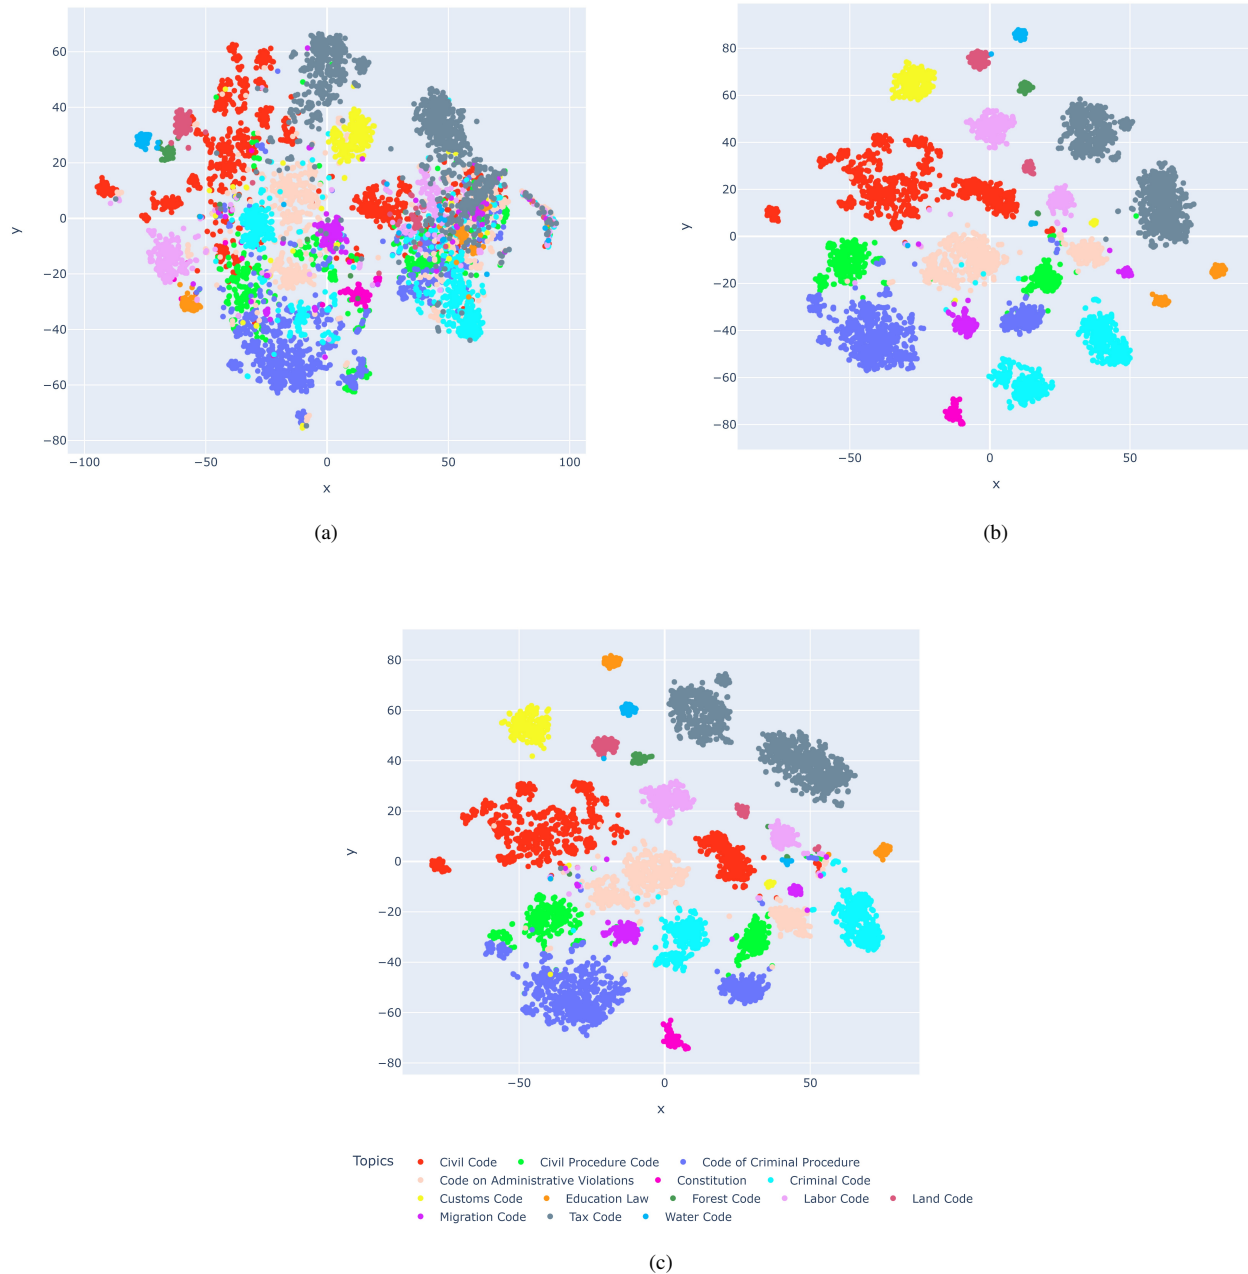 60
40
20
0
−20
−40
−60
−80
y
−100
−50
0
50
100
x
(a)
80
60
40
20
0
−20
−40
−60
−80
y
−50
0
50
x
(b)
80
60
40
20
0
−20
−40
−60
−80
y
−50
0
50
x
Topics
Civil Code Civil Procedure Code Code of Criminal Procedure
Code on Administrative Violations Constitution Criminal Code
Customs Code Education Law Forest Code Labor Code Land Code
Migration Code Tax Code Water Code
(c)